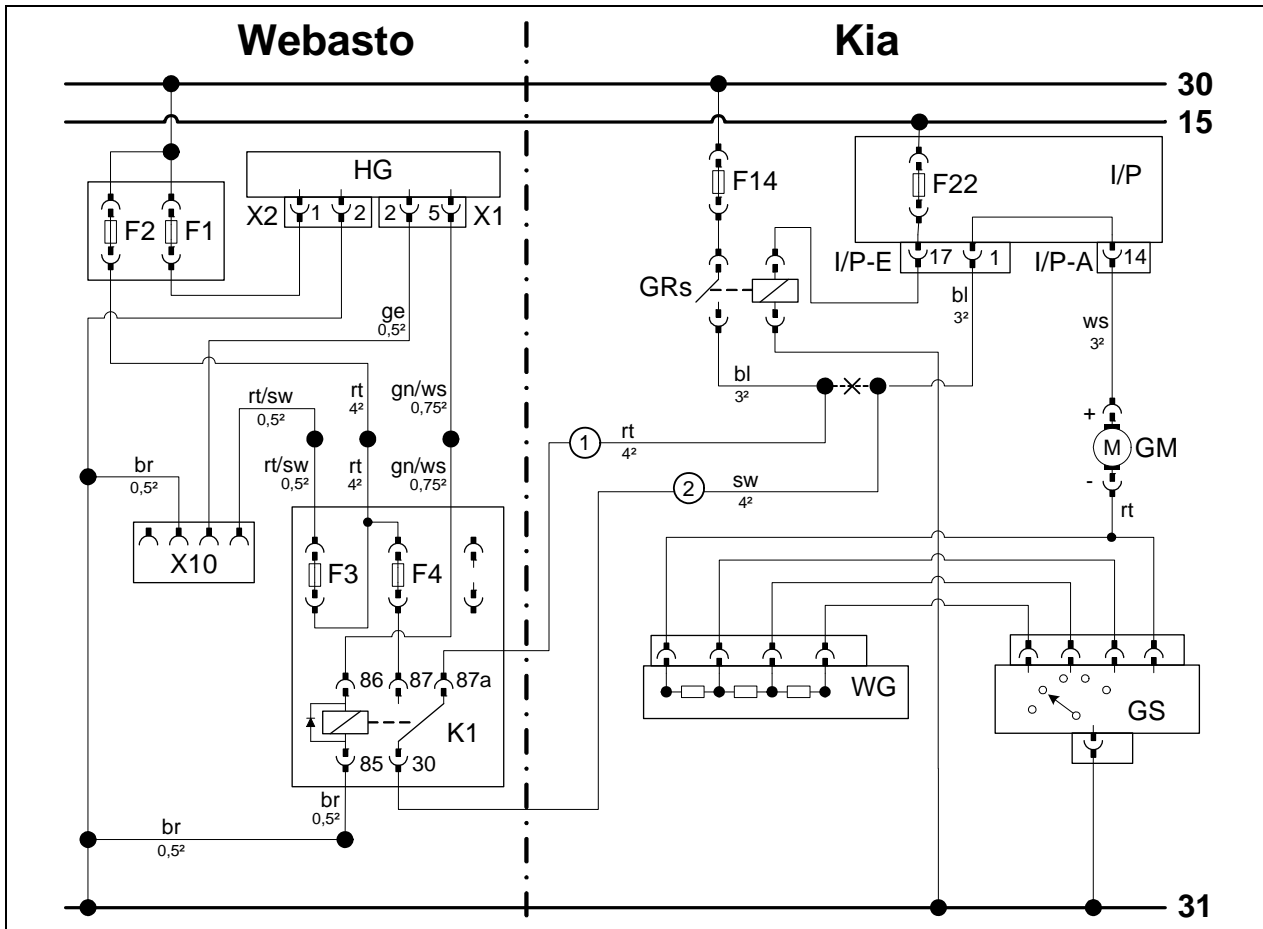 Webasto
Kia
30
15
HG
F14
F22
I/P
F2
F1
X2
1
2
2
5
X1
I/P-E
17
1
I/P-A
14
GRs
ge
0,5²
bl
3²
ws
3²
rt/sw
0,5²
rt
4²
gn/ws
0,75²
bl
3²
1
rt
4²
+
M
GM
-
rt
br
0,5²
rt/sw
0,5²
rt
4²
gn/ws
0,75²
2
sw
4²
X10
F3
F4
86
87
87a
WG
GS
K1
85
30
br
0,5²
br
0,5²
31